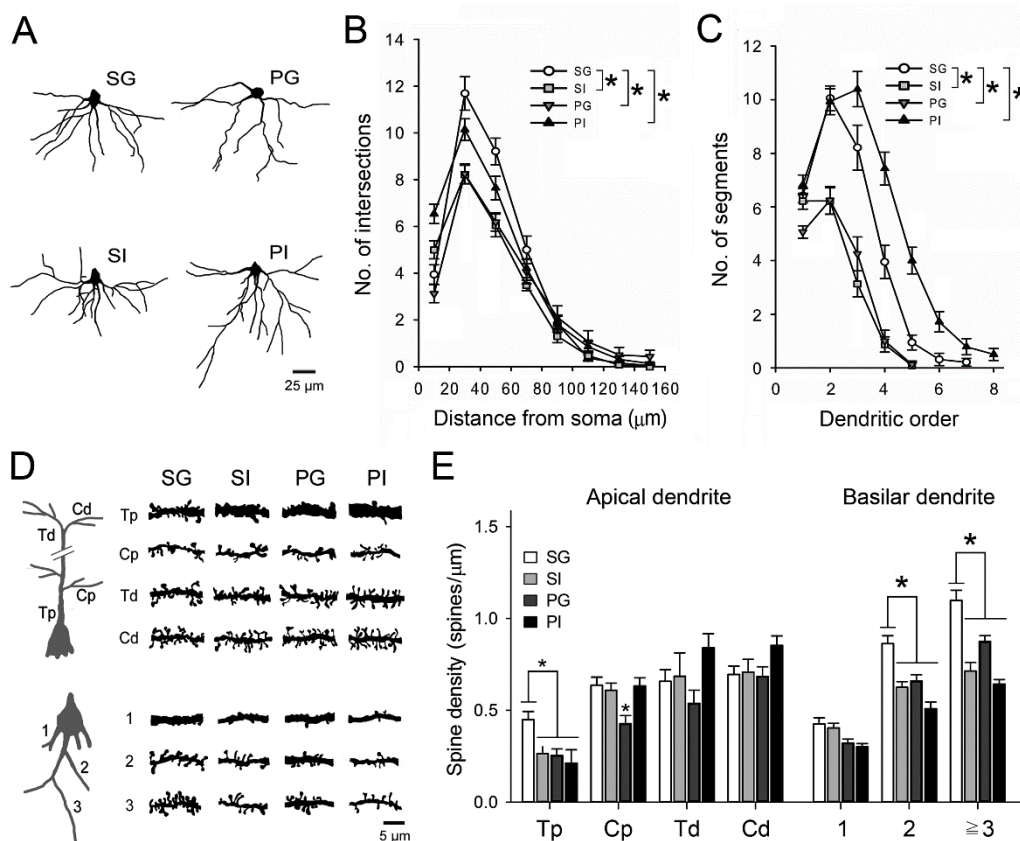 A
SG
PG
SI
PI
25 μm
B
No. of intersections
14
12
10
8
6
4
2
0
0 20 40 60 80 100 120 140 160
Distance from soma (μm)
SG
SI
PG
PI
* * *
C
No. of segments
12
10
8
6
4
2
0
0 2 4 6 8
Dendritic order
SG
SI
PG
PI
* * *
D
Cd
Td
Cp
Tp
SG SI PG PI
Tp
Cp
Td
Cd
1
2
3
1
2
3
5 μm
E
Apical dendrite Basilar dendrite
Spine density (spines/μm)
1.5
1.0
0.5
0.0
SG
SI
PG
PI
* * * *
Tp Cp Td Cd 1 2 ≧3